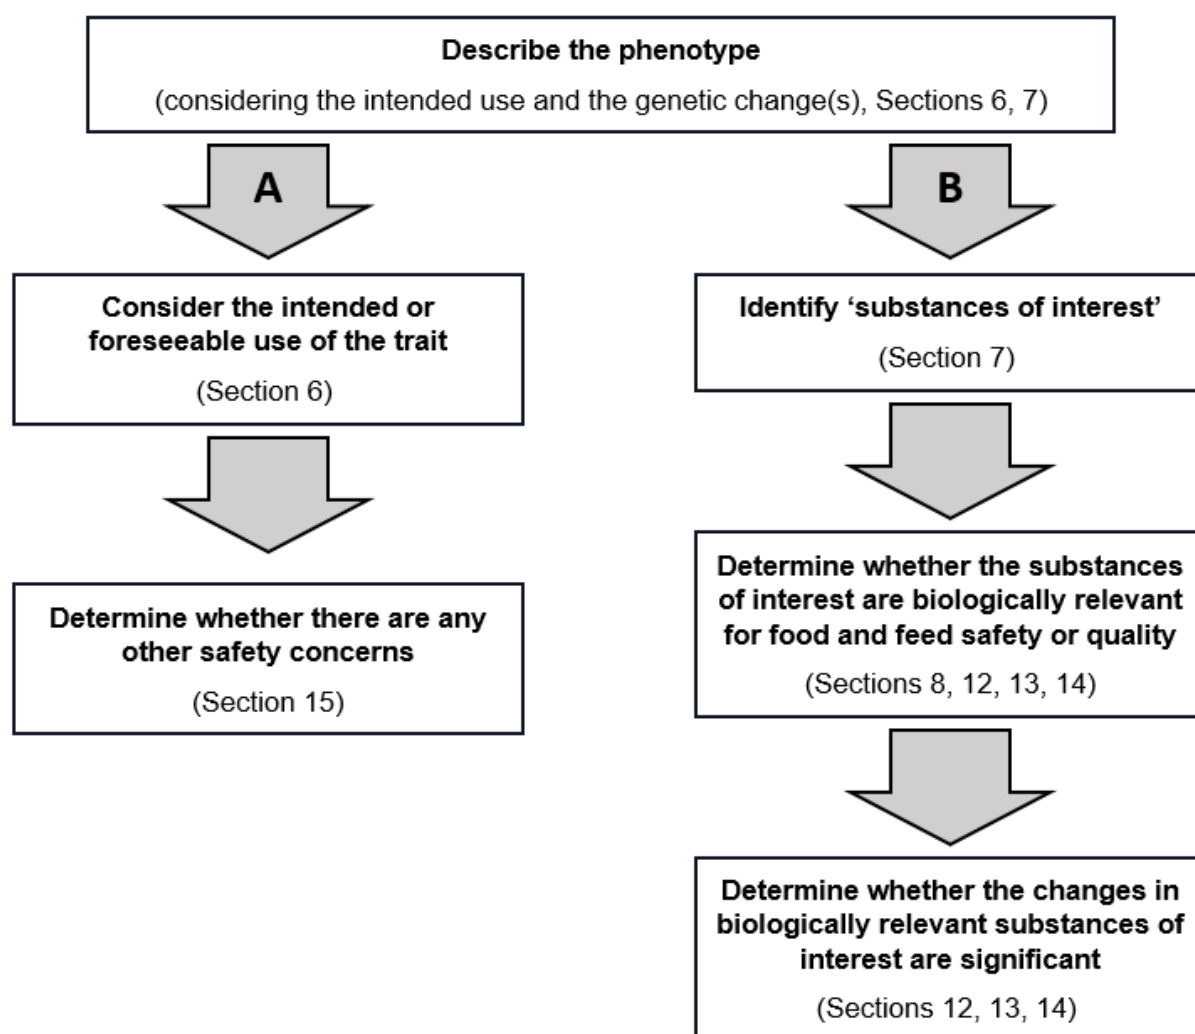 Describe the phenotype
(considering the intended use and the genetic change(s), Sections 6, 7)
A
Consider the intended or
foreseeable use of the trait
(Section 6)
Determine whether there are any
other safety concerns
(Section 15)
B
Identify ‘substances of interest’
(Section 7)
Determine whether the substances
of interest are biologically relevant
for food and feed safety or quality
(Sections 8, 12, 13, 14)
Determine whether the changes in
biologically relevant substances of
interest are significant
(Sections 12, 13, 14)